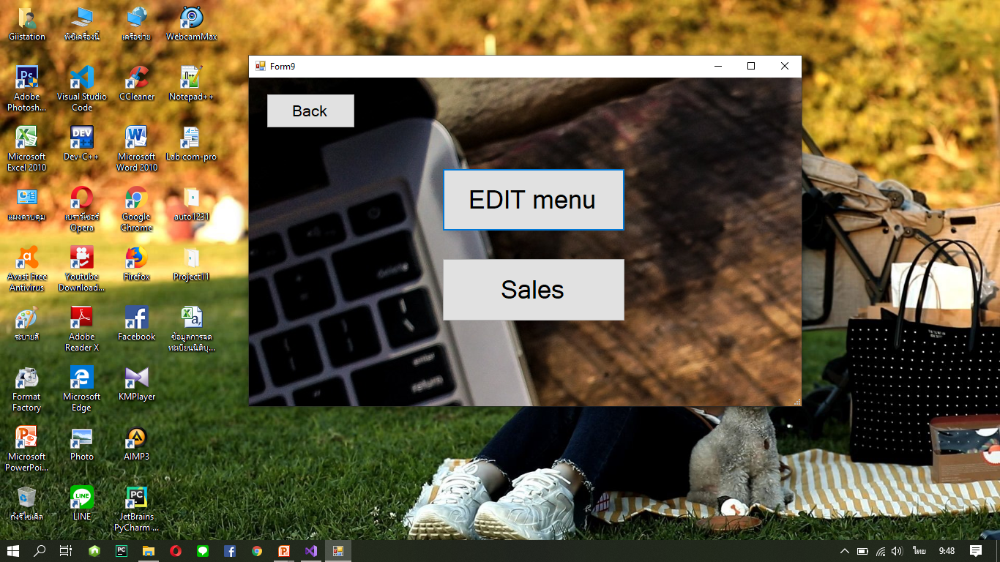 Giistation
พีซีเครื่องนี้
เครือข่าย
WebcamMax
Adobe
Photosh...
Visual Studio
Code
CCleaner
Notepad++
Microsoft
Excel 2010
Dev-C++
Microsoft
Word 2010
Lab com-pro
แผงควบคุม
เบราว์เซอร์
Opera
Google
Chrome
auto1231
Avast Free
Antivirus
Youtube
Download...
Firefox
Project11
ระบายสี
Adobe
Reader X
Facebook
ข้อมูลการจด
ทะเบียนนิติบุ...
Format
Factory
Microsoft
Edge
KMPlayer
Microsoft
PowerPoi...
Photo
AIMP3
ถังรีไซเคิล
LINE
JetBrains
PyCharm ...
Form9
Back
EDIT menu
Sales
delete
enter
return
ไทย
9:48